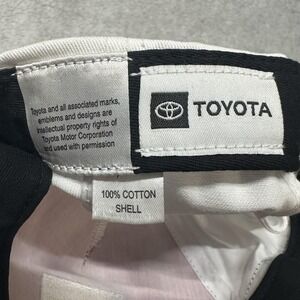 Toyota and all associated marks,
emblems and designs are
intellectual property rights of
Toyota Motor Corporation
and used with permission
TOYOTA
100% COTTON
SHELL